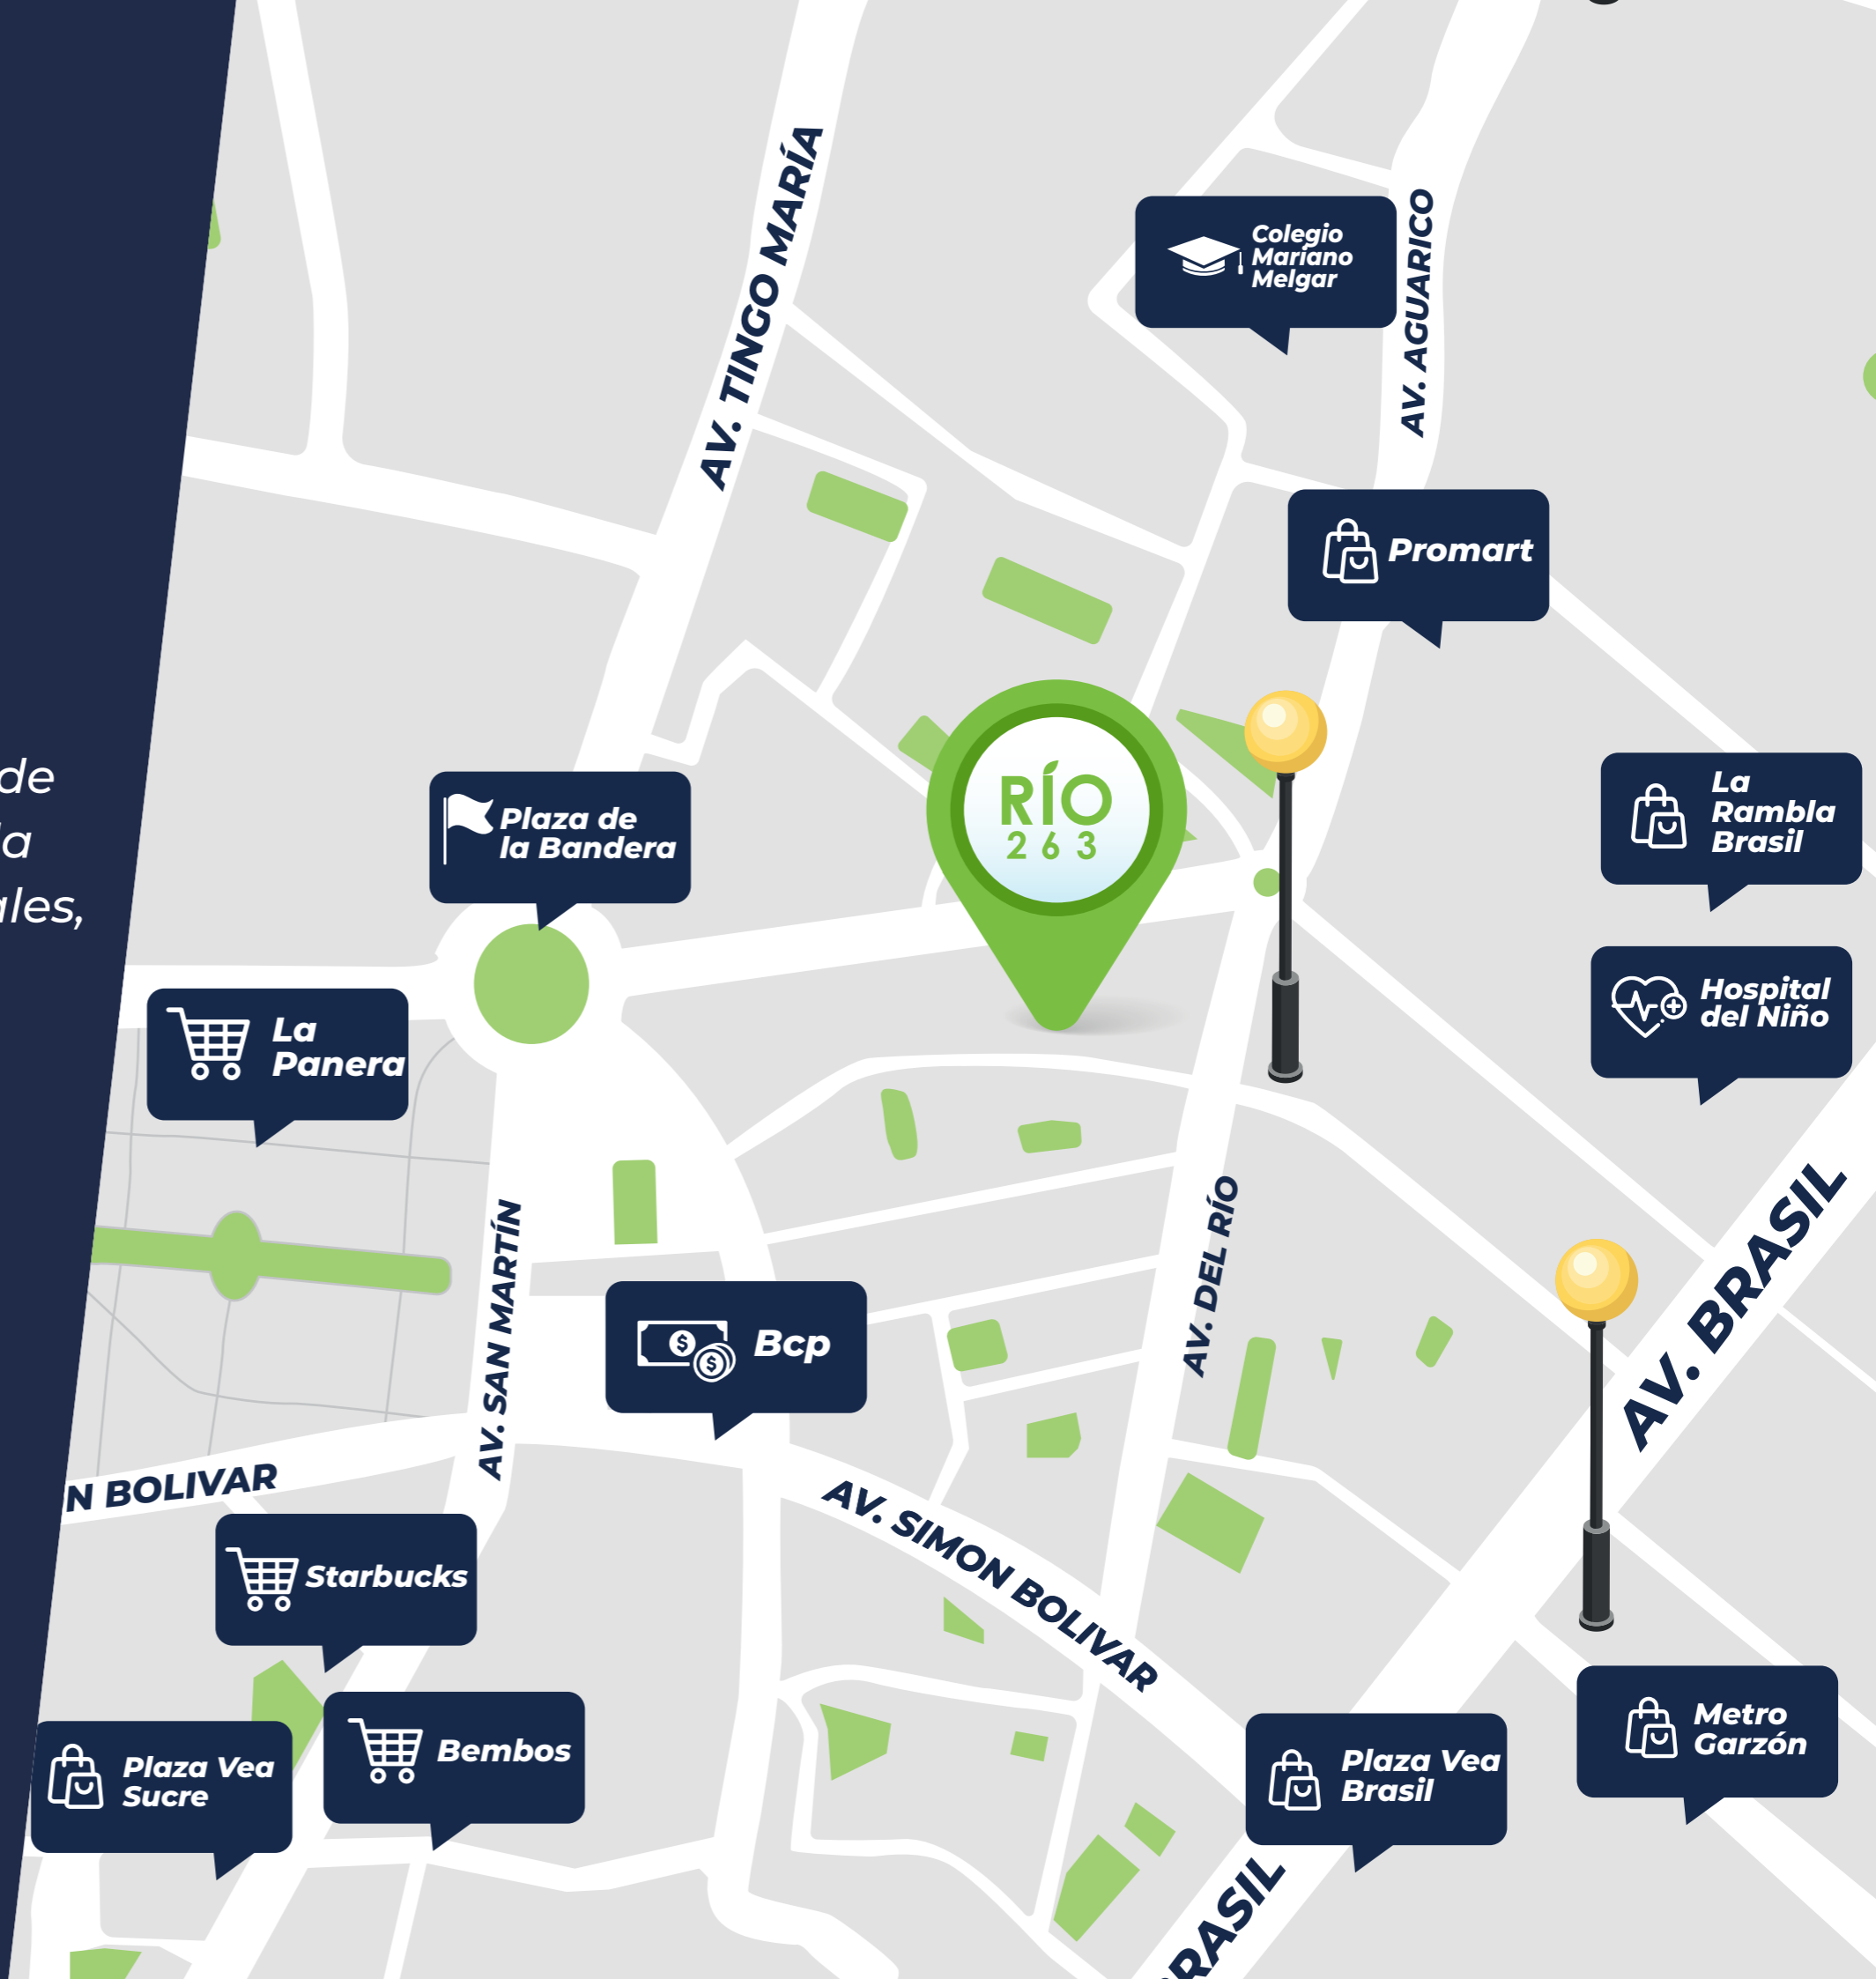 de
a
ales,
AV. TINGO MARÍA
Colegio
Mariano
Melgar
AV. AGUARICO
Promart
RÍO
263
Plaza de
la Bandera
La
Rambla
Brasil
Hospital
del Niño
La
Panera
AV. SAN MARTÍN
AV. DEL RÍO
AV. BRASIL
Bcp
N BOLIVAR
AV. SIMON BOLIVAR
Starbucks
Bembos
Plaza Vea
Sucre
Plaza Vea
Brasil
Metro
Garzón
RASIL